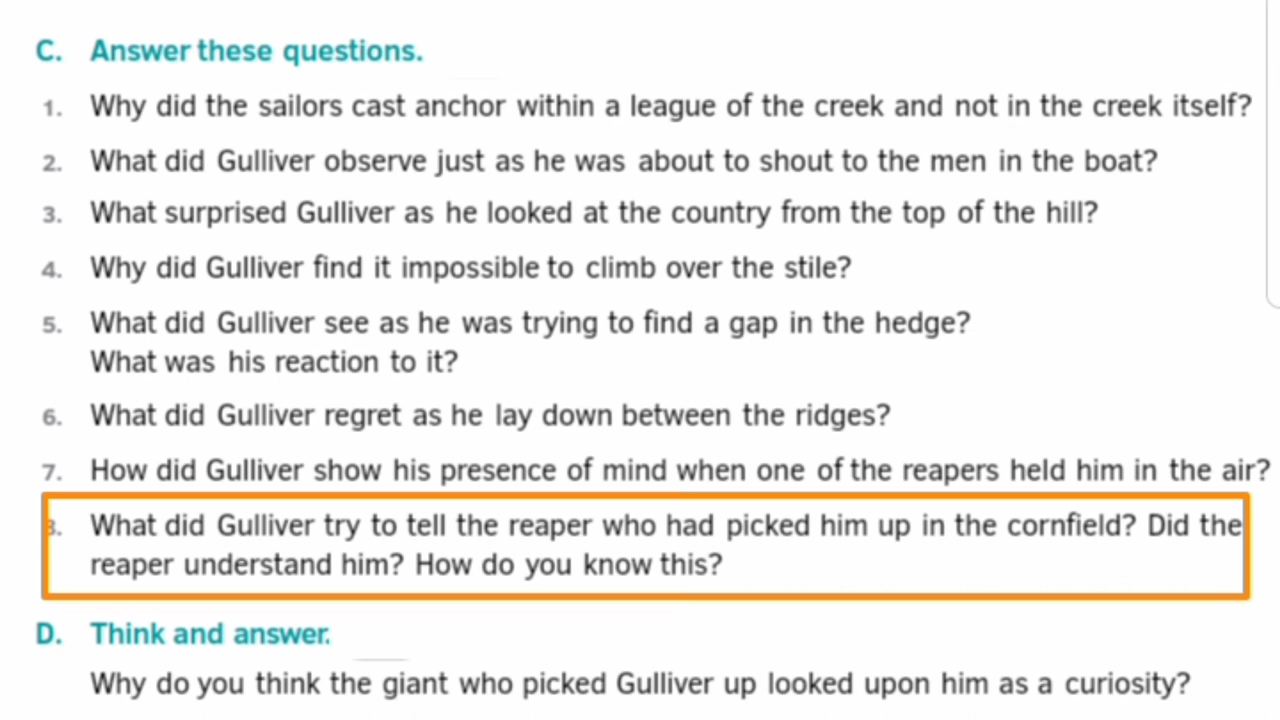 C. Answer these questions.
1. Why did the sailors cast anchor within a league of the creek and not in the creek itself?
2. What did Gulliver observe just as he was about to shout to the men in the boat?
3. What surprised Gulliver as he looked at the country from the top of the hill?
4. Why did Gulliver find it impossible to climb over the stile?
5. What did Gulliver see as he was trying to find a gap in the hedge?
What was his reaction to it?
6. What did Gulliver regret as he lay down between the ridges?
7. How did Gulliver show his presence of mind when one of the reapers held him in the air?
8. What did Gulliver try to tell the reaper who had picked him up in the cornfield? Did the
reaper understand him? How do you know this?
D. Think and answer.
Why do you think the giant who picked Gulliver up looked upon him as a curiosity?